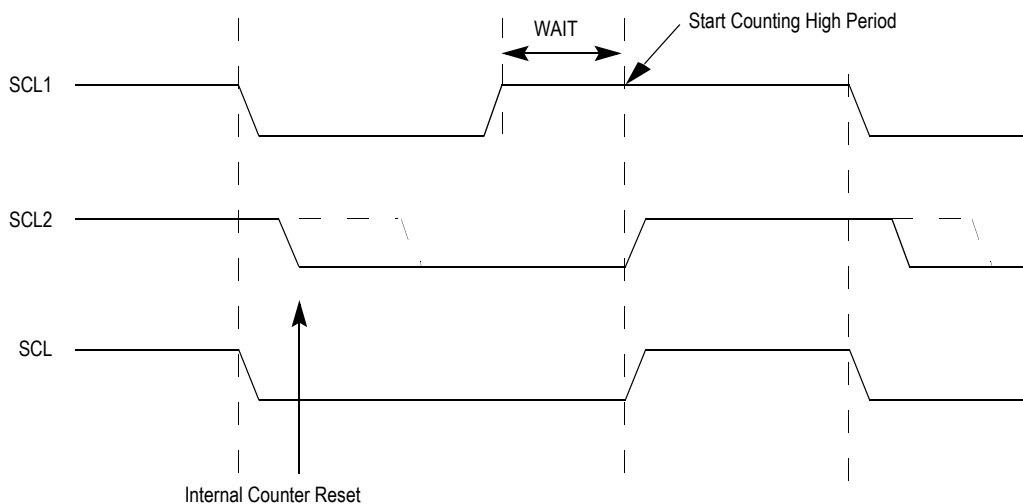 WAIT
Start Counting High Period
SCL1
SCL2
SCL
Internal Counter Reset